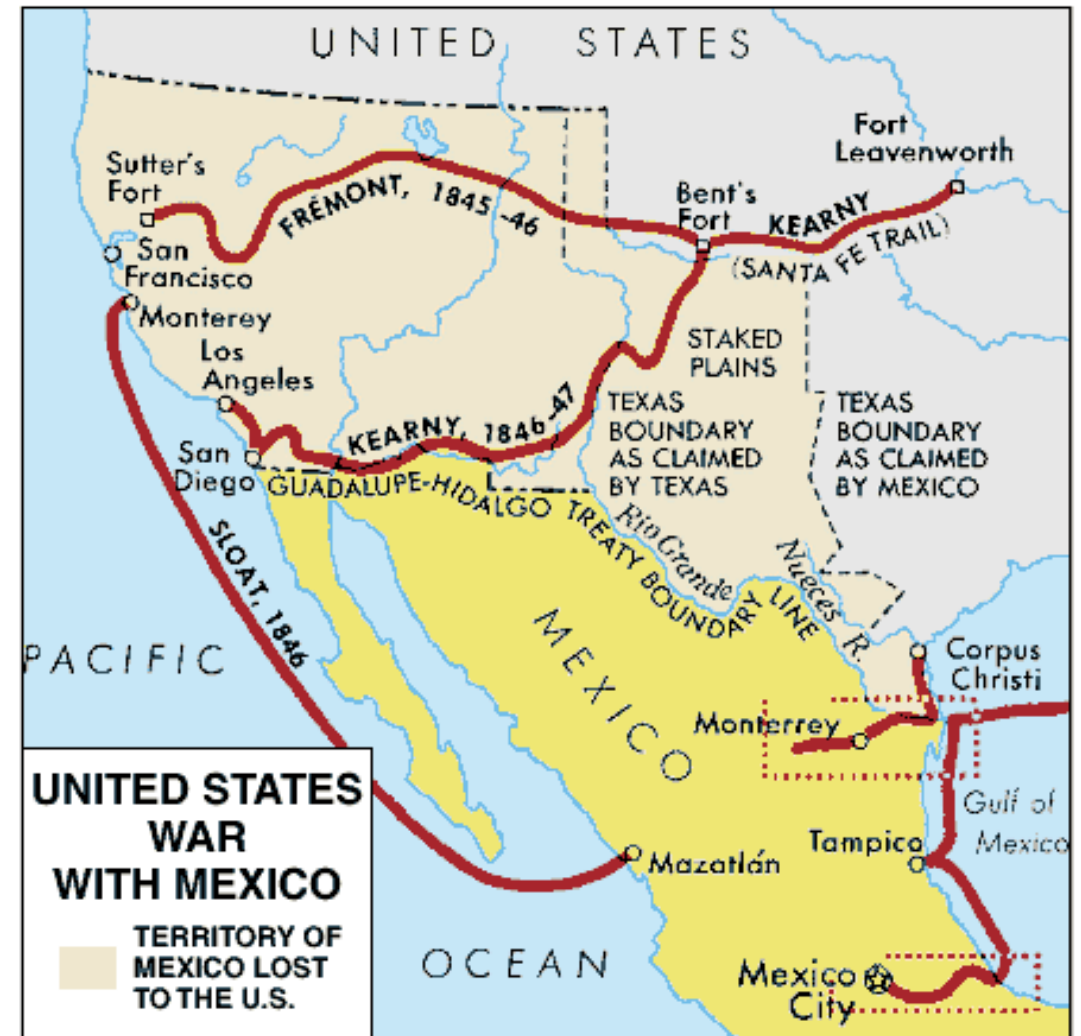 UNITED STATES
Fort
Leavenworth
Sutter's
Fort
Bent's
Fort
FRÉMONT, 1845-46
KEARNY
(SANTA FE TRAIL)
San
Francisco
Monterey
Los
Angeles
STAKED
PLAINS
TEXAS
BOUNDARY
AS CLAIMED
BY TEXAS
TEXAS
BOUNDARY
AS CLAIMED
BY MEXICO
KEARNY, 1846-47
San
Diego
GUADALUPE-HIDALGO TREATY BOUNDARY LINE
Rio Grande
Nueces R.
SLOAT, 1846
PACIFIC
MEXICO
Corpus
Christi
Monterrey
Gulf of
Mexico
Tampico
Mazatlán
OCEAN
Mexico
City
UNITED STATES
WAR
WITH MEXICO
TERRITORY OF
MEXICO LOST
TO THE U.S.